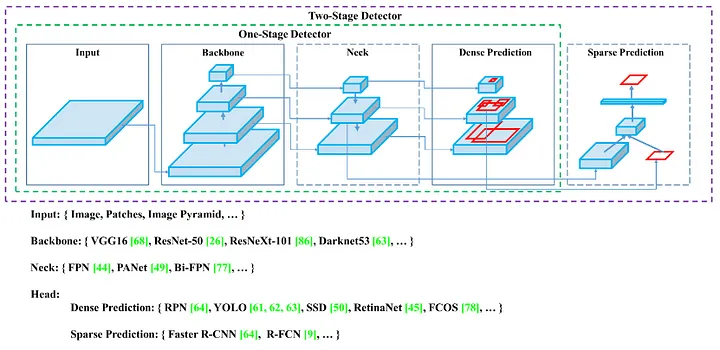 Two-Stage Detector
One-Stage Detector
Input
Backbone
Neck
Dense Prediction
Sparse Prediction
Input: { Image, Patches, Image Pyramid, … }
Backbone: { VGG16 [68], ResNet-50 [26], ResNeXt-101 [86], Darknet53 [63], … }
Neck: { FPN [44], PANet [49], Bi-FPN [77], … }
Head:
Dense Prediction: { RPN [64], YOLO [61, 62, 63], SSD [50], RetinaNet [45], FCOS [78], … }
Sparse Prediction: { Faster R-CNN [64], R-FCN [9], … }